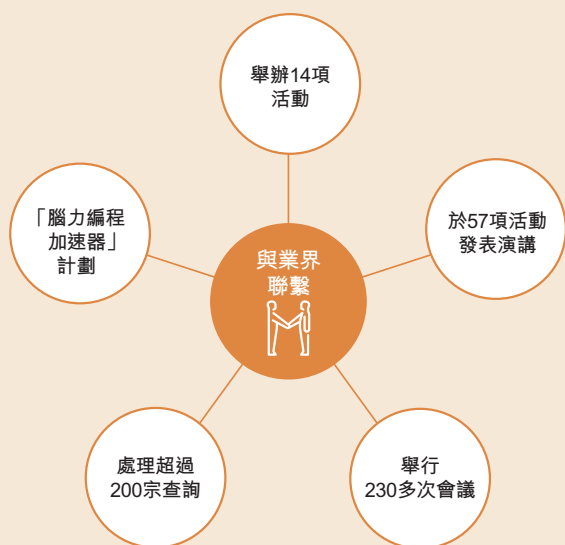 舉辦14項
活動
「腦力編程
加速器」
計劃
於57項活動
發表演講
與業界
聯繫
處理超過
200宗查詢
舉行
230多次會議